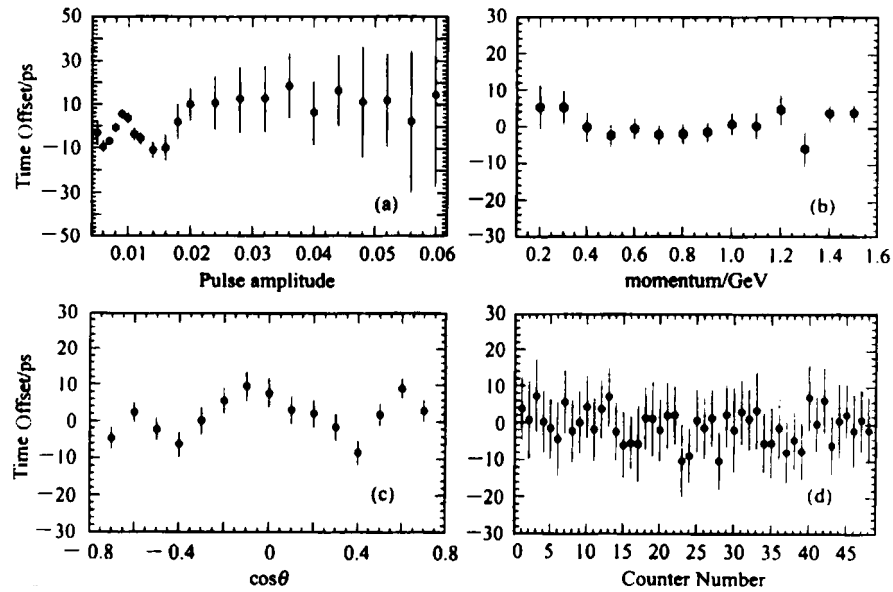 50
30
10
−10
−30
−50
Time Offset/ps
(a)
0.01 0.02 0.03 0.04 0.05 0.06
Pulse amplitude
30
20
10
0
−10
−20
−30
(b)
0.2 0.4 0.6 0.8 1.0 1.2 1.4 1.6
momentum/GeV
30
20
10
0
−10
−20
−30
Time Offset/ps
(c)
−0.8 −0.4 0 0.4 0.8
cosθ
30
20
10
0
−10
−20
−30
(d)
0 5 10 15 20 25 30 35 40 45
Counter Number